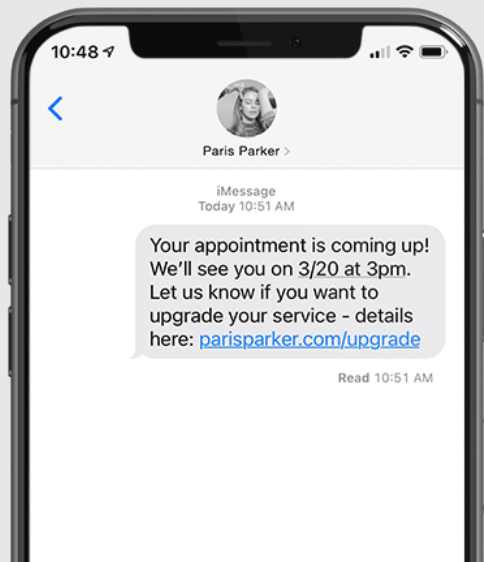 10:48
Paris Parker >
iMessage
Today 10:51 AM
Your appointment is coming up!
We'll see you on 3/20 at 3pm.
Let us know if you want to
upgrade your service - details
here: parisparker.com/upgrade
Read 10:51 AM